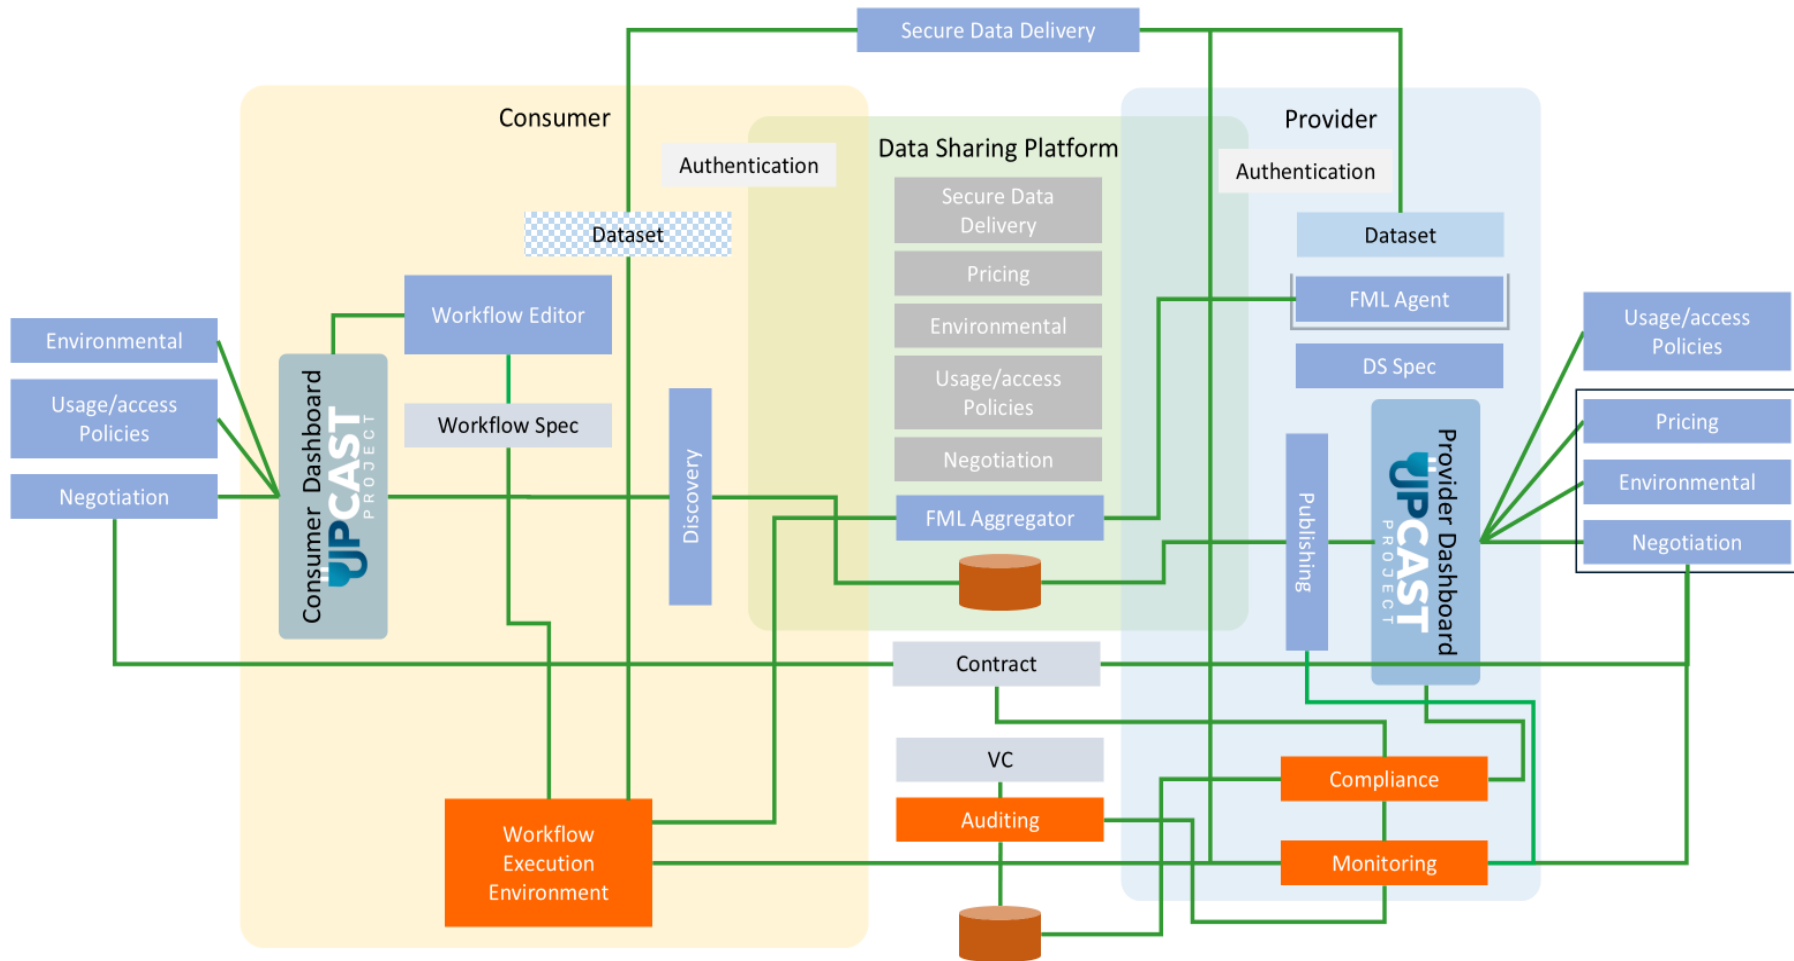 Secure Data Delivery
Consumer
Data Sharing Platform
Provider
Authentication
Authentication
Secure Data
Delivery
Dataset
Dataset
Pricing
FML Agent
Workflow Editor
Environmental
Environmental
Usage/access
Policies
DS Spec
Usage/access
Policies
Usage/access
Policies
Workflow Spec
Pricing
Negotiation
Negotiation
Environmental
Negotiation
Consumer Dashboard
UPCAST
PROJECT
Discovery
FML Aggregator
Publishing
Provider Dashboard
UPCAST
PROJECT
Contract
VC
Compliance
Auditing
Workflow
Execution
Environment
Monitoring